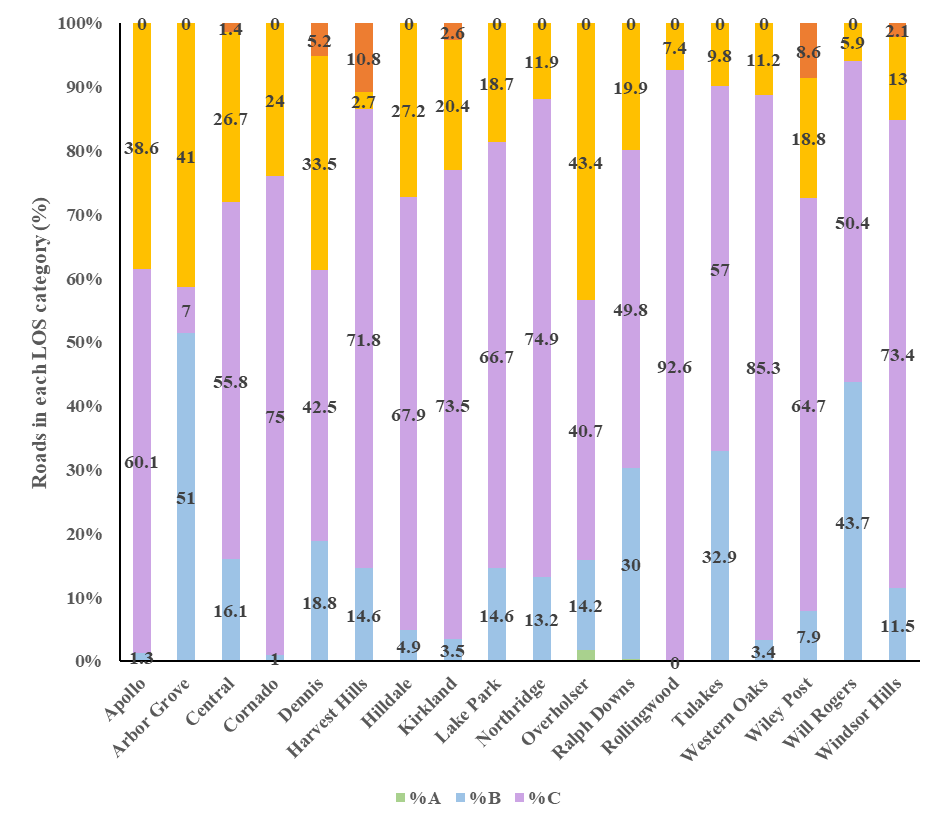 100%
90%
80%
70%
60%
50%
40%
30%
20%
10%
0%
Roads in each LOS category (%)
0 0 1.4 0 5.2 10.8 0 2.6 0 0 0 0 0 0 0 8.6 0 2.1
38.6 41 26.7 24 33.5 2.7 27.2 20.4 18.7 11.9 43.4 19.9 7.4 9.8 11.2 18.8 5.9 13
60.1 7 55.8 75 42.5 71.8 67.9 73.5 66.7 74.9 40.7 49.8 92.6 57 85.3 64.7 50.4 73.4
1.3 51 16.1 1 18.8 14.6 4.9 3.5 14.6 13.2 14.2 30 0 32.9 3.4 7.9 43.7 11.5
Apollo
Arbor Grove
Central
Cornado
Dennis
Harvest Hills
Hilldale
Kirkland
Lake Park
Northridge
Overholser
Ralph Downs
Rollingwood
Tulakes
Western Oaks
Wiley Post
Will Rogers
Windsor Hills
%A %B %C